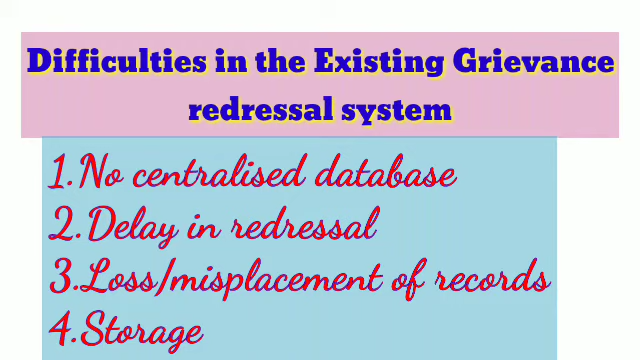 Difficulties in the Existing Grievance
redressal system
1.No centralised database
2.Delay in redressal
3.Loss/misplacement of records
4.Storage